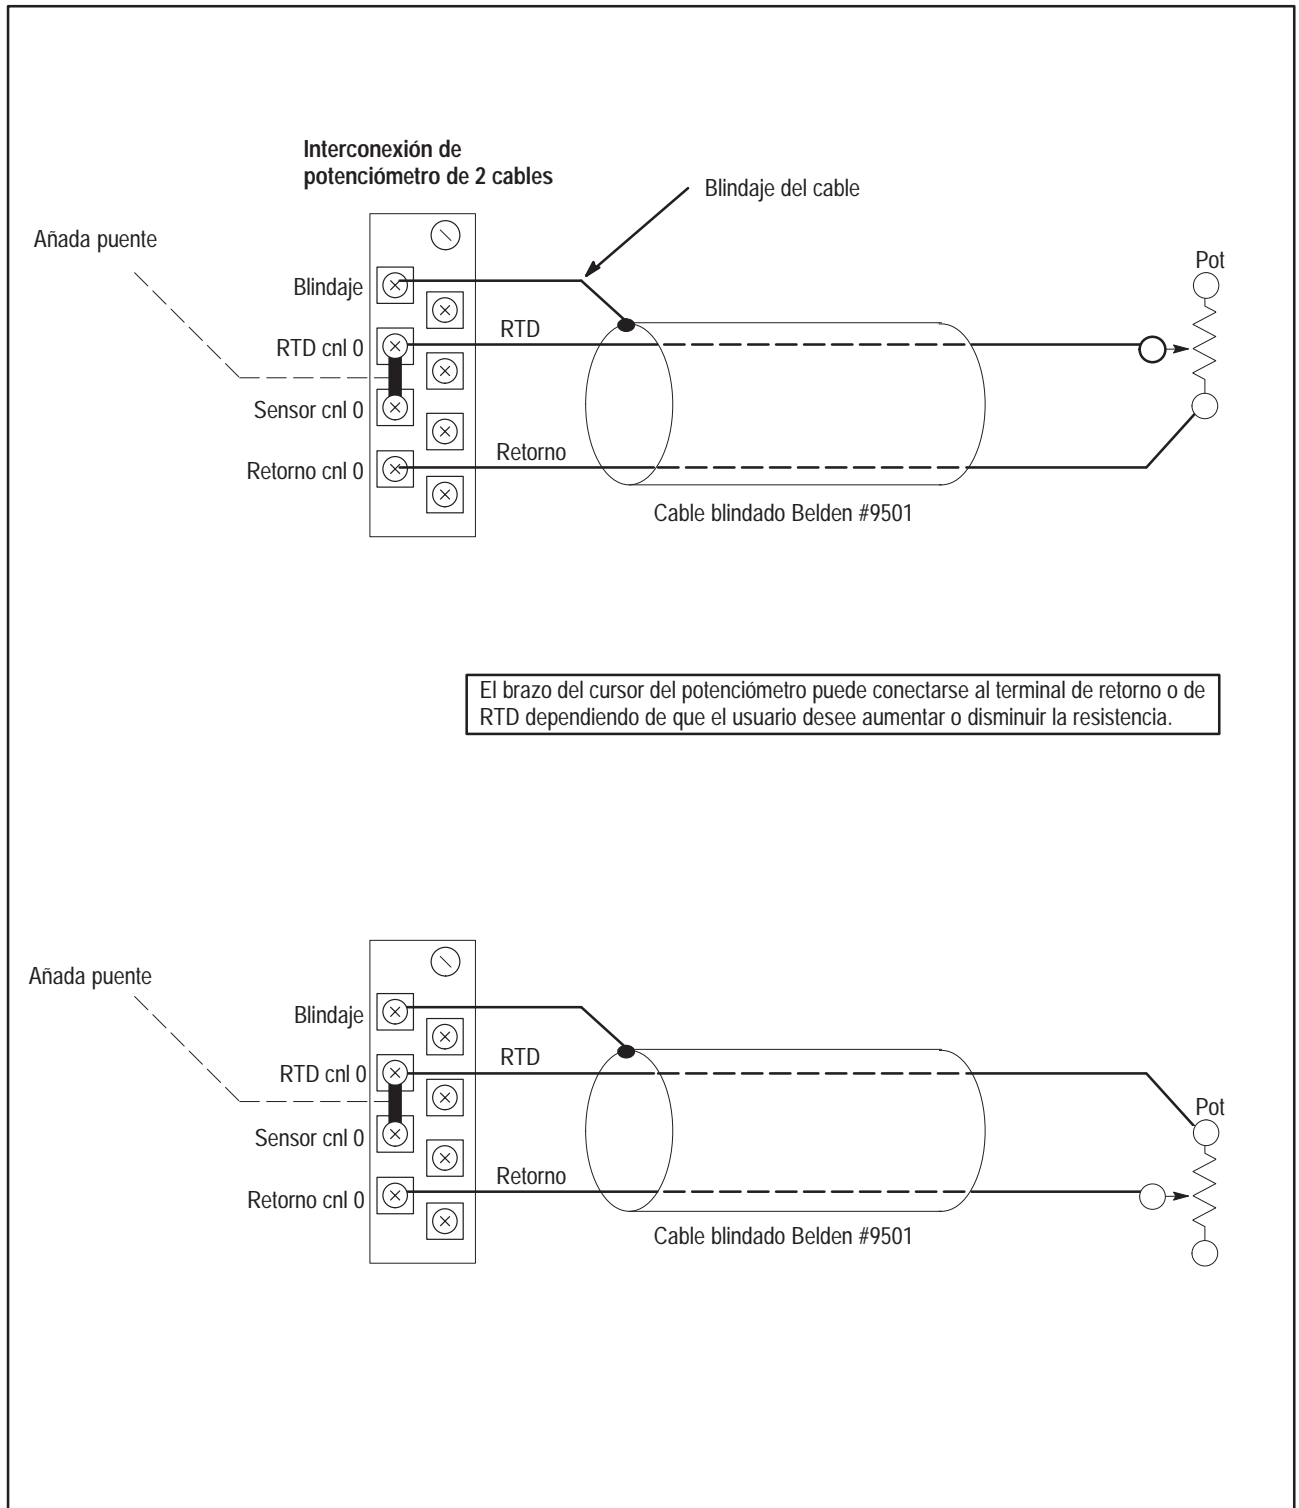 Interconexión de
potenciómetro de 2 cables
Blindaje del cable
Añada puente
Pot
Blindaje
RTD
RTD cnl 0
Sensor cnl 0
Retorno
Retorno cnl 0
Cable blindado Belden #9501
El brazo del cursor del potenciómetro puede conectarse al terminal de retorno o de
RTD dependiendo de que el usuario desee aumentar o disminuir la resistencia.
Añada puente
Blindaje
RTD
RTD cnl 0
Pot
Sensor cnl 0
Retorno
Retorno cnl 0
Cable blindado Belden #9501